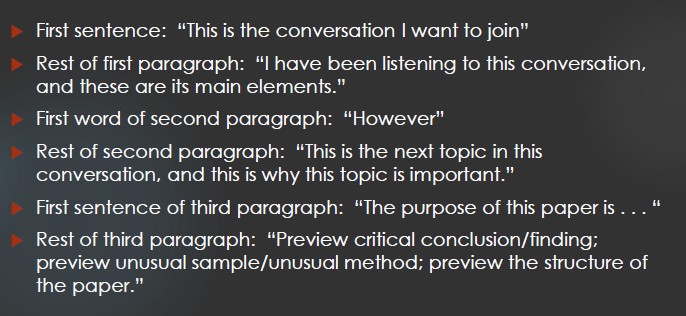 First sentence: “This is the conversation I want to join”
Rest of first paragraph: “I have been listening to this conversation,
and these are its main elements.”
First word of second paragraph: “However”
Rest of second paragraph: “This is the next topic in this
conversation, and this is why this topic is important.”
First sentence of third paragraph: “The purpose of this paper is . . . “
Rest of third paragraph: “Preview critical conclusion/finding;
preview unusual sample/unusual method; preview the structure of
the paper.”